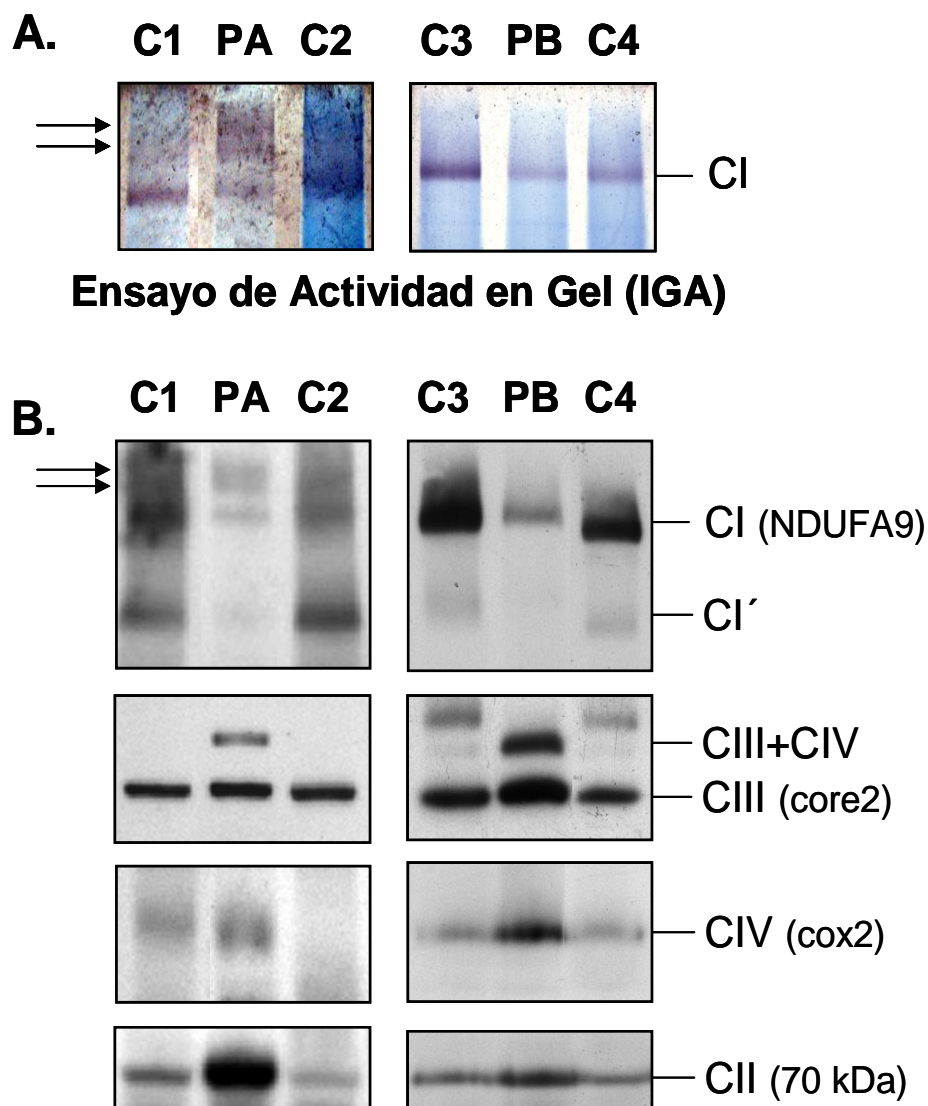 A.
C1 PA C2 C3 PB C4
CI
Ensayo de Actividad en Gel (IGA)
B.
C1 PA C2 C3 PB C4
CI (NDUFA9)
CI´
CIII+CIV
CIII (core2)
CIV (cox2)
CII (70 kDa)